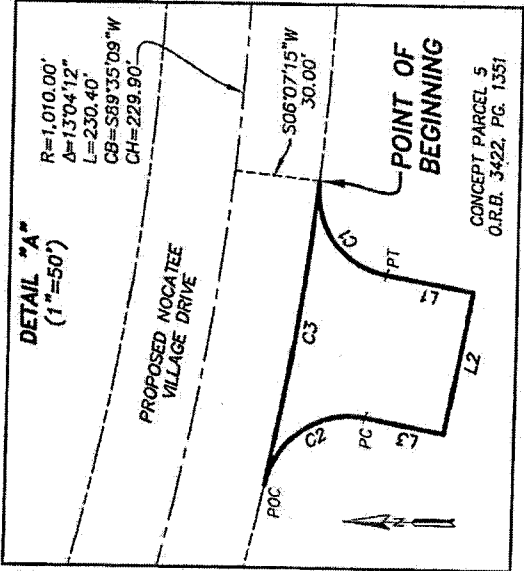 DETAIL "A"
(1"=50')
R=1,010.00'
Δ=13°04'12"
L=230.40'
CB=S89°35'09"W
CH=229.90'
PROPOSED NOCATEE
VILLAGE DRIVE
S06°07'15"W
30.00'
POINT OF
BEGINNING
CONCEPT PARCEL 5
O.R.B. 3422, PG. 1351
POC
C3
C1
PT
L1
L2
C2
PC
L3
N